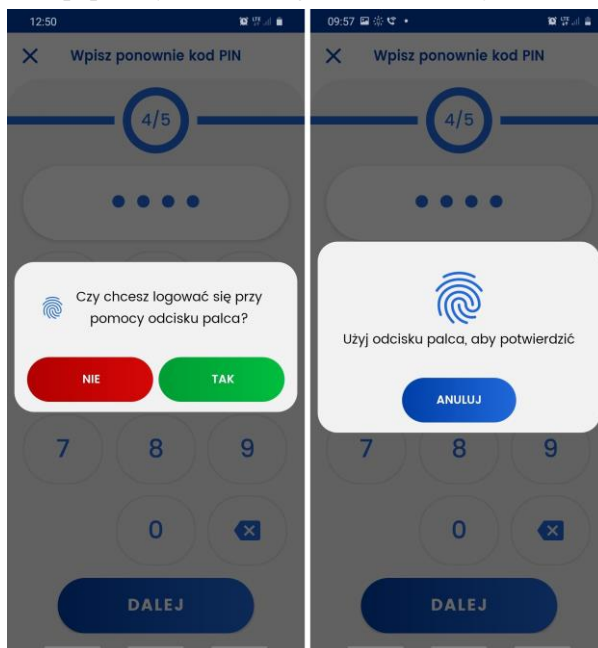 12:50
Wpisz ponownie kod PIN
4/5
Czy chcesz logować się przy
pomocy odcisku palca?
NIE
TAK
7
8
9
0
DALEJ
09:57
Wpisz ponownie kod PIN
4/5
Użyj odcisku palca, aby potwierdzić
ANULUJ
7
8
9
0
DALEJ